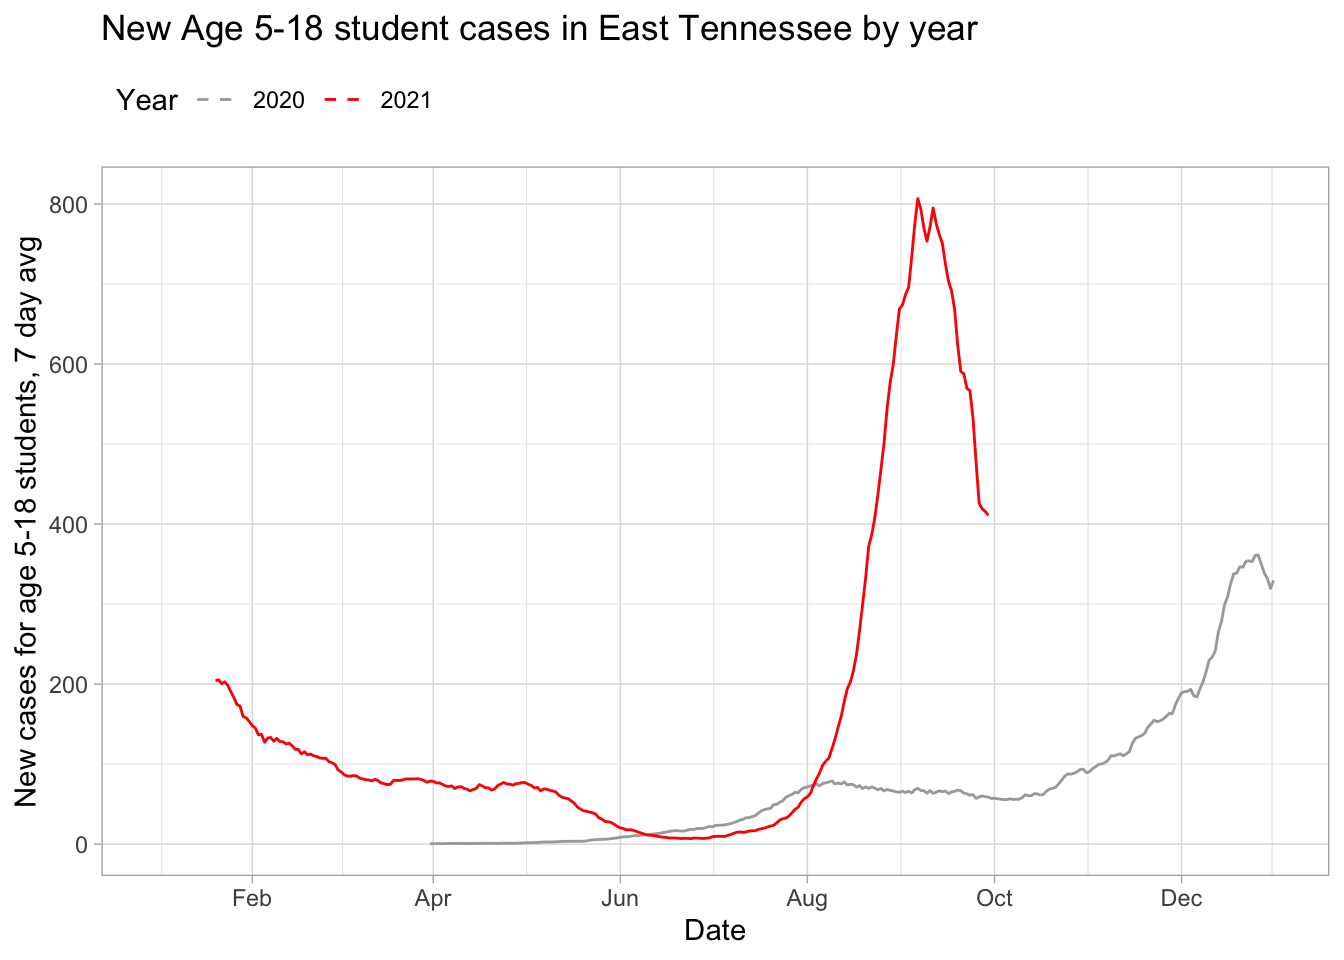 New Age 5-18 student cases in East Tennessee by year
Year 2020 2021
New cases for age 5-18 students, 7 day avg
800
600
400
200
0
Feb Apr Jun Aug Oct Dec
Date